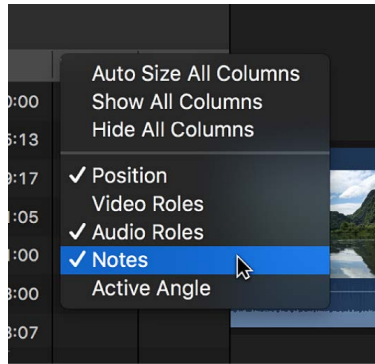 Auto Size All Columns
Show All Columns
Hide All Columns
✓ Position
Video Roles
✓ Audio Roles
✓ Notes
Active Angle